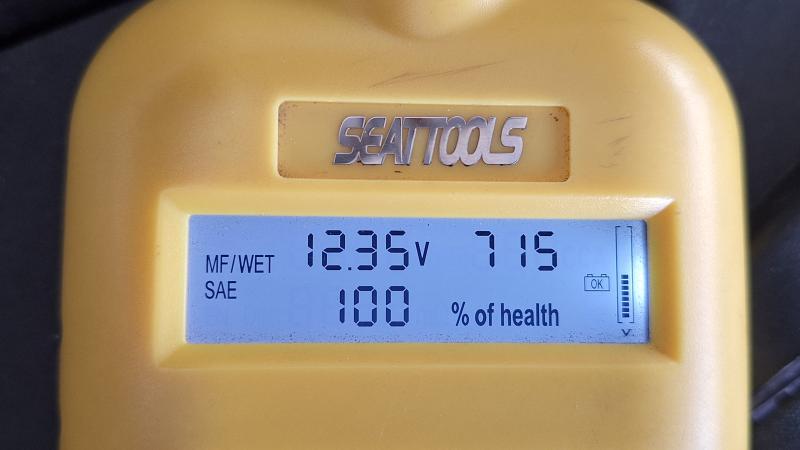 SEATTOOLS
MF/WET 12.35V 715
OK
SAE 100 % of health